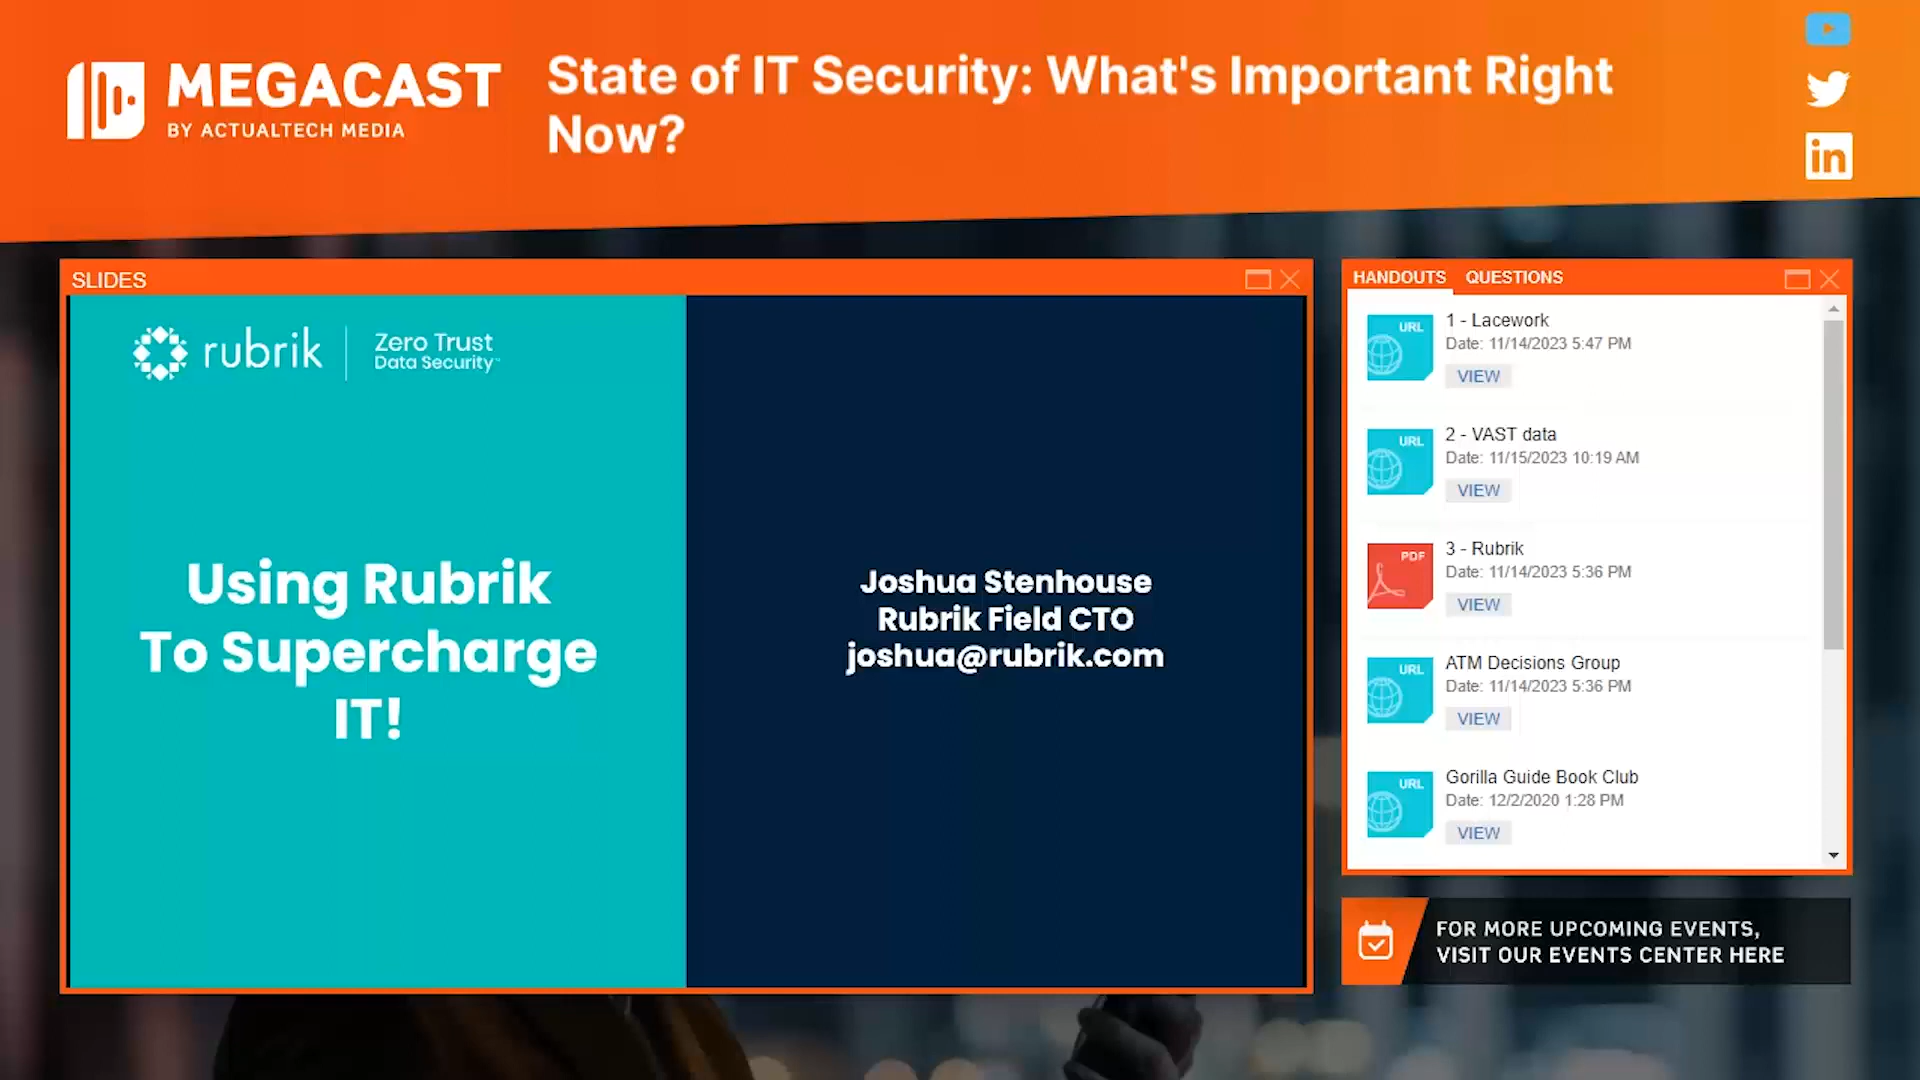 MEGACAST
BY ACTUALTECH MEDIA
State of IT Security: What's Important Right
Now?
in
SLIDES
rubrik
Zero Trust
Data Security™
Using Rubrik
To Supercharge
IT!
Joshua Stenhouse
Rubrik Field CTO
joshua@rubrik.com
HANDOUTS QUESTIONS
URL
1 - Lacework
Date: 11/14/2023 5:47 PM
VIEW
URL
2 - VAST data
Date: 11/15/2023 10:19 AM
VIEW
PDF
3 - Rubrik
Date: 11/14/2023 5:36 PM
VIEW
URL
ATM Decisions Group
Date: 11/14/2023 5:36 PM
VIEW
URL
Gorilla Guide Book Club
Date: 12/2/2020 1:28 PM
VIEW
FOR MORE UPCOMING EVENTS,
VISIT OUR EVENTS CENTER HERE